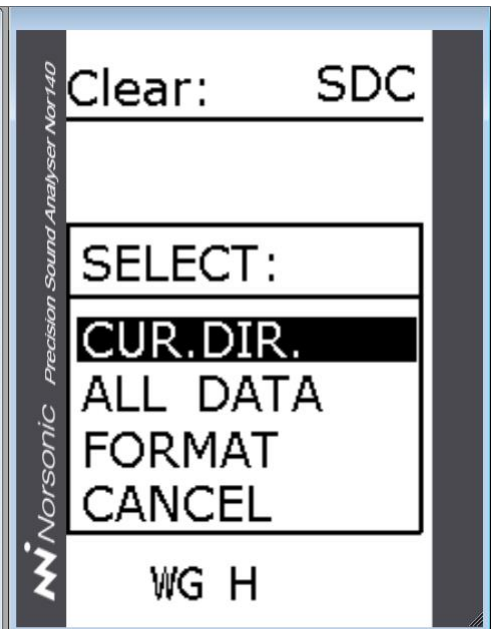 Norsonic Precision Sound Analyser Nor140
Clear: SDC
SELECT:
CUR.DIR.
ALL DATA
FORMAT
CANCEL
WG H